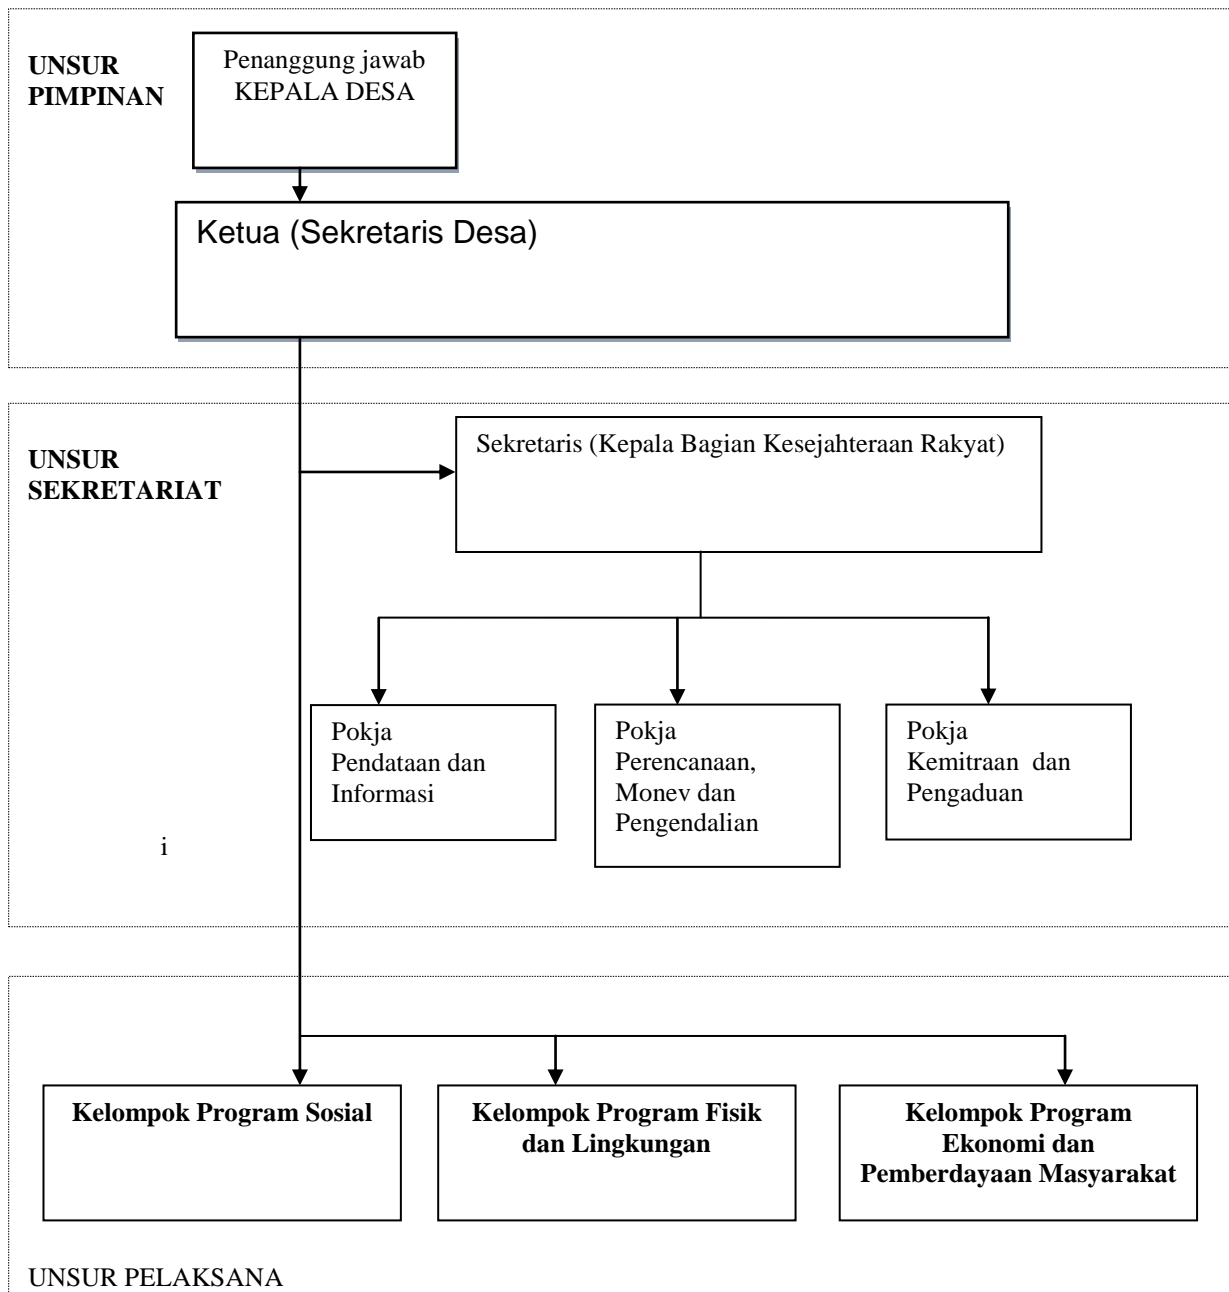 UNSUR
PIMPINAN
Penanggung jawab
KEPALA DESA
Ketua (Sekretaris Desa)
UNSUR
SEKRETARIAT
Sekretaris (Kepala Bagian Kesejahteraan Rakyat)
Pokja
Pendataan dan
Informasi
Pokja
Perencanaan,
Monev dan
Pengendalian
Pokja
Kemitraan  dan
Pengaduan
i
Kelompok Program Sosial
Kelompok Program Fisik
dan Lingkungan
Kelompok Program
Ekonomi dan
Pemberdayaan Masyarakat
UNSUR PELAKSANA